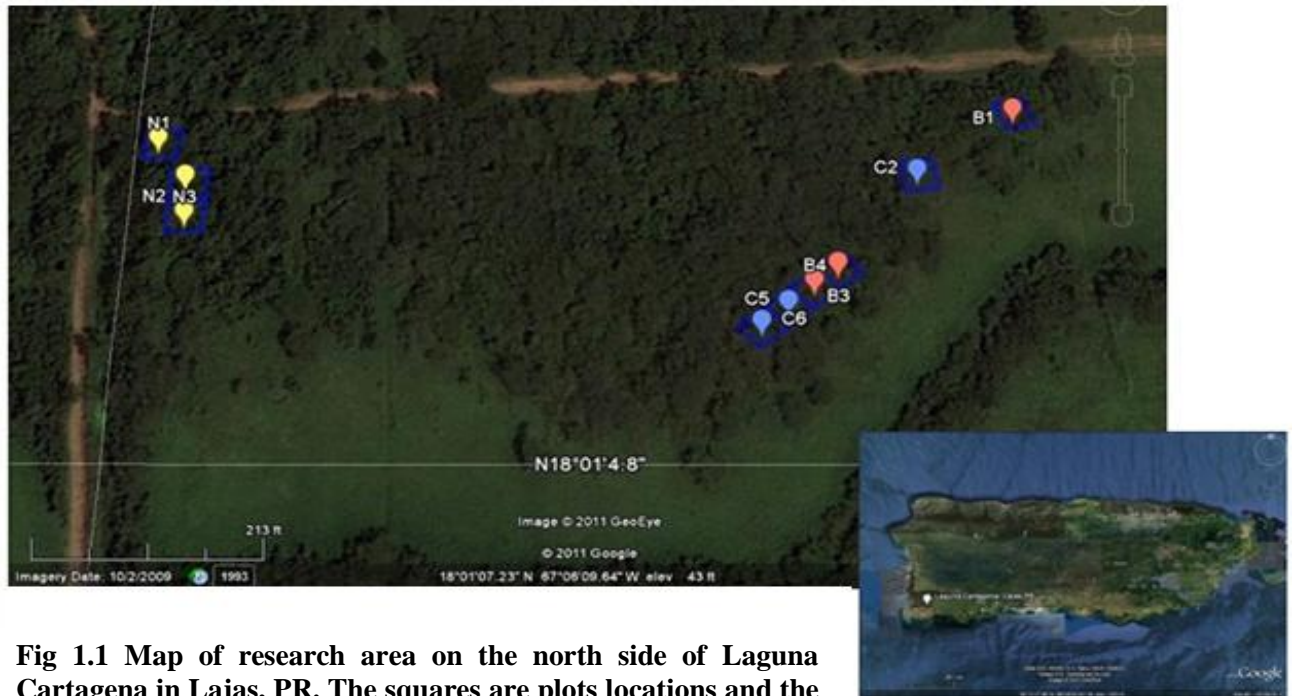 N1
N2 N3
B1
C2
B4
B3
C5
C6
N18°01'4.8"
213 ft
Image © 2011 GeoEye
© 2011 Google
Imagery Date: 10/2/2009 1993
18°01'07.23" N 67°06'09.64" W elev 43 ft
Google
Fig 1.1 Map of research area on the north side of Laguna
Cartagena in Lajas, PR. The squares are plots locations and the